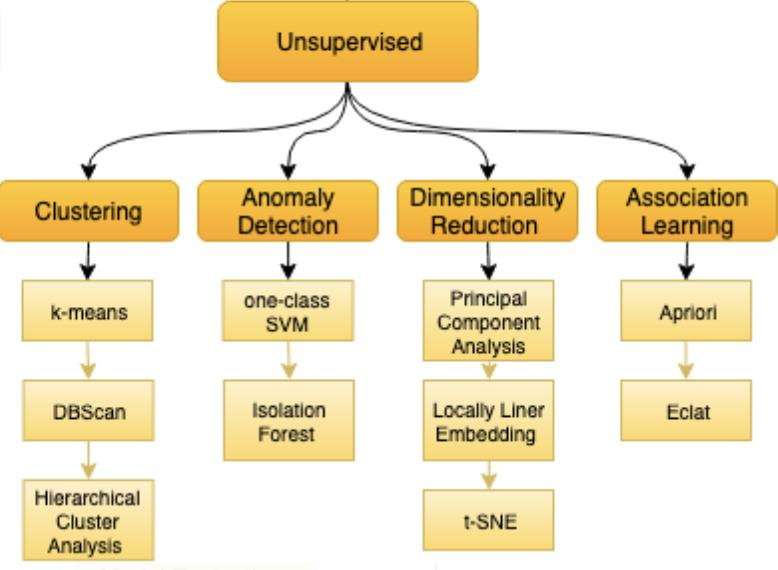 Unsupervised
Clustering
Anomaly
Detection
Dimensionality
Reduction
Association
Learning
k-means
one-class
SVM
Principal
Component
Analysis
Apriori
DBScan
Isolation
Forest
Locally Liner
Embedding
Eclat
Hierarchical
Cluster
Analysis
t-SNE